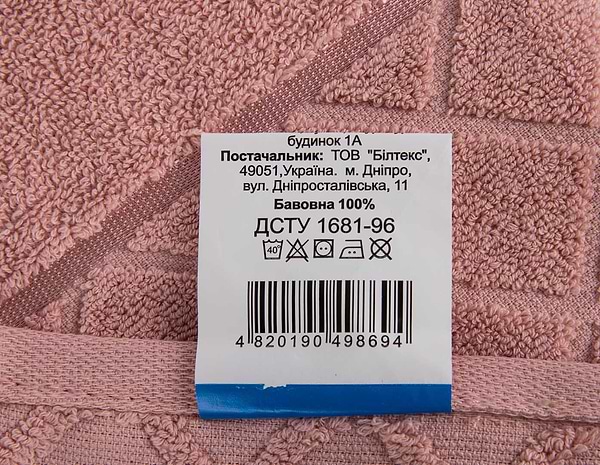 будинок 1А
Постачальник: ТОВ "Білтекс",
49051,Україна. м. Дніпро,
вул. Дніпросталівська, 11
Бавовна 100%
ДСТУ 1681-96
40°
4 820190 498694